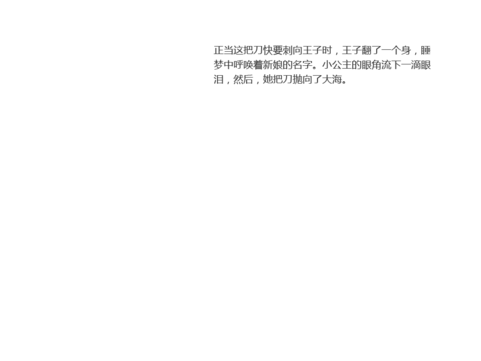 正当这把刀快要刺向王子时，王子翻了一个身，睡
梦中呼唤着新娘的名字。小公主的眼角流下一滴眼
泪，然后，她把刀抛向了大海。